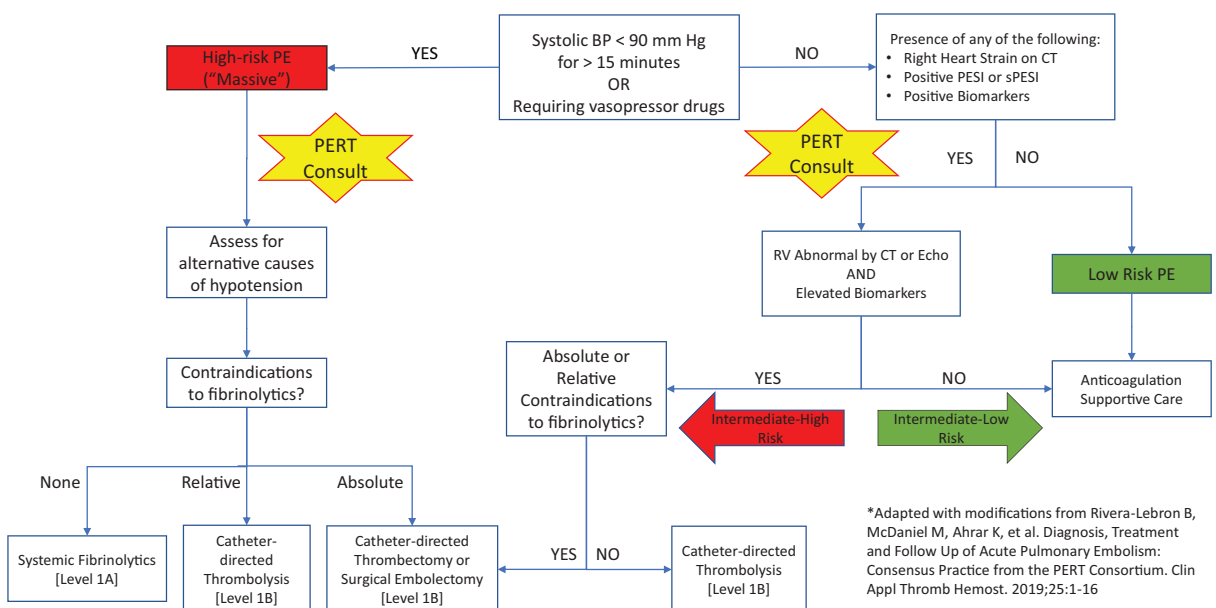 High-risk PE
("Massive")
YES
Systolic BP < 90 mm Hg
for > 15 minutes
OR
Requiring vasopressor drugs
NO
Presence of any of the following:
• Right Heart Strain on CT
• Positive PESI or sPESI
• Positive Biomarkers
PERT
Consult
PERT
Consult
YES
NO
Assess for
alternative causes
of hypotension
RV Abnormal by CT or Echo
AND
Elevated Biomarkers
Low Risk PE
Contraindications
to fibrinolytics?
Absolute or
Relative
Contraindications
to fibrinolytics?
YES
NO
Anticoagulation
Supportive Care
Intermediate-High
Risk
Intermediate-Low
Risk
None
Relative
Absolute
Systemic Fibrinolytics
[Level 1A]
Catheter-
directed
Thrombolysis
[Level 1B]
Catheter-directed
Thrombectomy or
Surgical Embolectomy
[Level 1B]
YES
NO
Catheter-directed
Thrombolysis
[Level 1B]
*Adapted with modifications from Rivera-Lebron B,
McDaniel M, Ahrar K, et al. Diagnosis, Treatment
and Follow Up of Acute Pulmonary Embolism:
Consensus Practice from the PERT Consortium. Clin
Appl Thromb Hemost. 2019;25:1-16